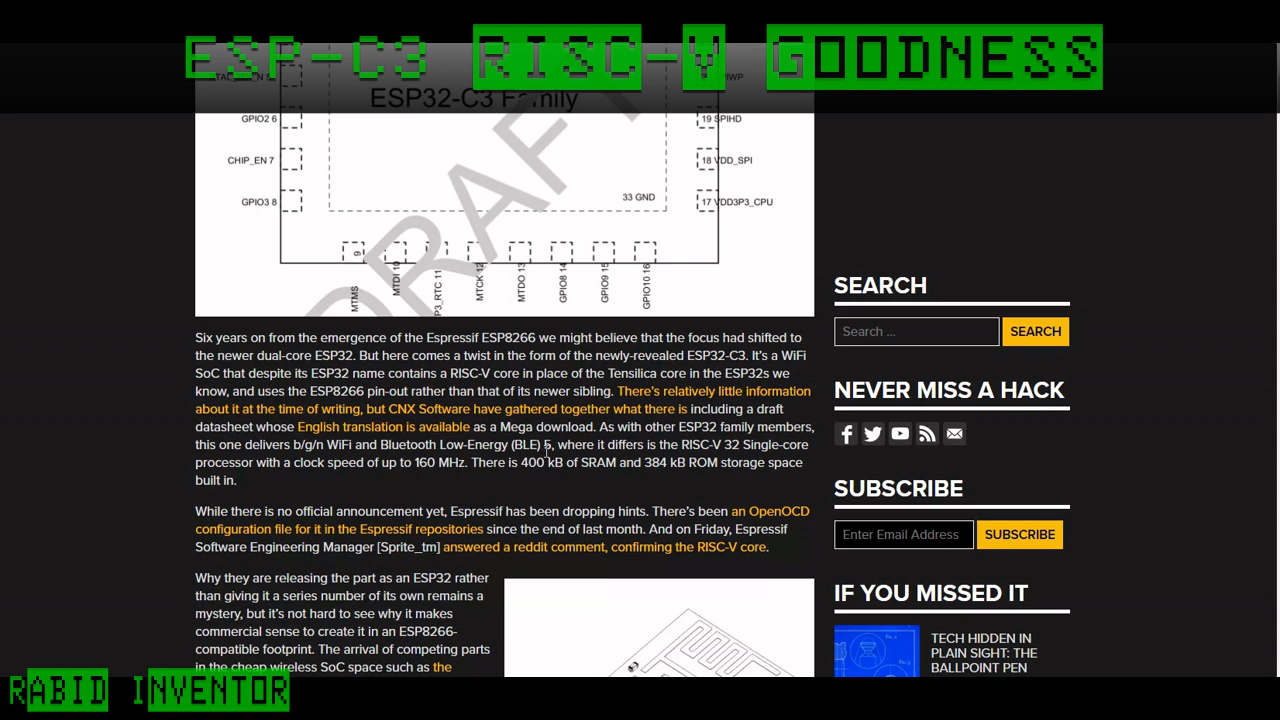 ESP-C3 RISC-V GOODNESS
ESP32-C3 Family
GPIO2 6
19 SPIHD
CHIP_EN 7
18 VDD_SPI
GPIO3 8
33 GND
17 VDD3P3_CPU
9
MTMS
MTDI 10
MTCK 12
MTDO 13
GPIO8 14
GPIO9 15
GPIO10 16
DRAFT
Six years on from the emergence of the Espressif ESP8266 we might believe that the focus had shifted to
the newer dual-core ESP32. But here comes a twist in the form of the newly-revealed ESP32-C3. It's a WiFi
SoC that despite its ESP32 name contains a RISC-V core in place of the Tensilica core in the ESP32s we
know, and uses the ESP8266 pin-out rather than that of its newer sibling. There's relatively little information
about it at the time of writing, but CNX Software have gathered together what there is including a draft
datasheet whose English translation is available as a Mega download. As with other ESP32 family members,
this one delivers b/g/n WiFi and Bluetooth Low-Energy (BLE) 5, where it differs is the RISC-V 32 Single-core
processor with a clock speed of up to 160 MHz. There is 400 kB of SRAM and 384 kB ROM storage space
built in.
While there is no official announcement yet, Espressif has been dropping hints. There's been an OpenOCD
configuration file for it in the Espressif repositories since the end of last month. And on Friday, Espressif
Software Engineering Manager [Sprite_tm] answered a reddit comment, confirming the RISC-V core.
Why they are releasing the part as an ESP32 rather
than giving it a series number of its own remains a
mystery, but it's not hard to see why it makes
commercial sense to create it in an ESP8266-
compatible footprint. The arrival of competing parts
in the cheap wireless SoC space such as the
SEARCH
Search ...
SEARCH
NEVER MISS A HACK
SUBSCRIBE
Enter Email Address
SUBSCRIBE
IF YOU MISSED IT
TECH HIDDEN IN
PLAIN SIGHT: THE
BALLPOINT PEN
RABID INVENTOR